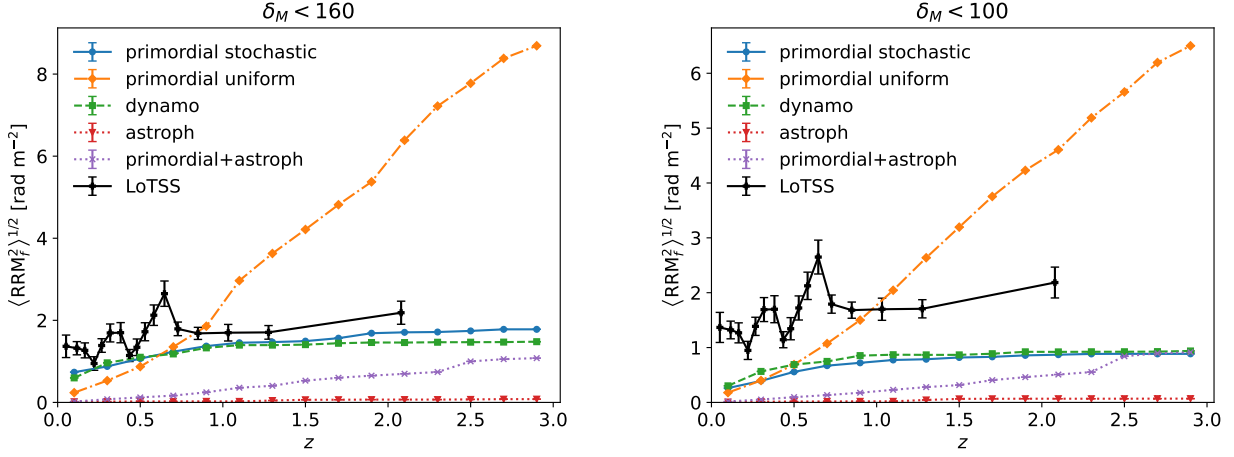 δ_M < 160
⟨RRM_f^2⟩^{1/2} [rad m^{−2}]
8
6
4
2
0
primordial stochastic
primordial uniform
dynamo
astroph
primordial+astroph
LoTSS
0.0 0.5 1.0 1.5 2.0 2.5 3.0
z
δ_M < 100
⟨RRM_f^2⟩^{1/2} [rad m^{−2}]
6
5
4
3
2
1
0
primordial stochastic
primordial uniform
dynamo
astroph
primordial+astroph
LoTSS
0.0 0.5 1.0 1.5 2.0 2.5 3.0
z